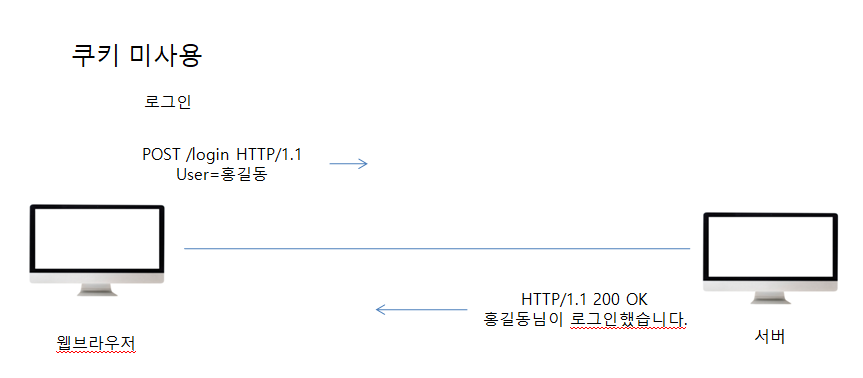 쿠키 미사용
로그인
POST /login HTTP/1.1
User=홍길동
HTTP/1.1 200 OK
홍길동님이 로그인했습니다.
웹브라우저
서버